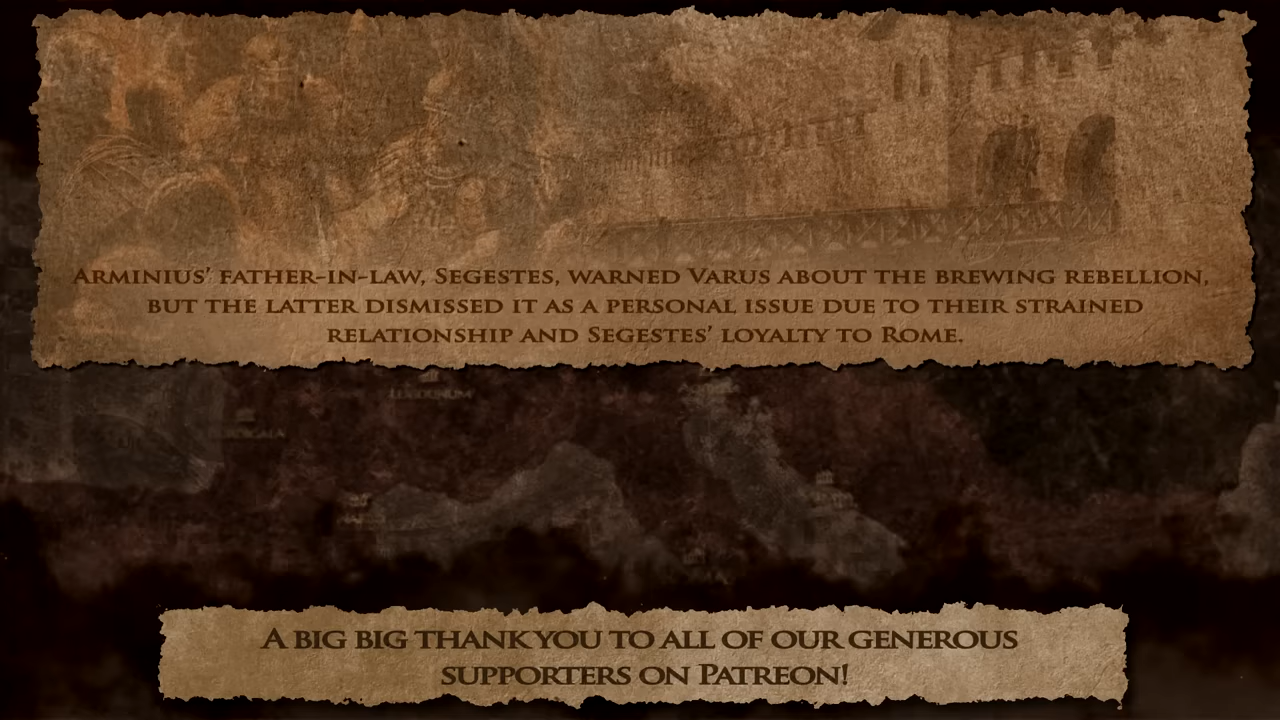 Arminius' father-in-law, Segestes, warned Varus about the brewing rebellion,
but the latter dismissed it as a personal issue due to their strained
relationship and Segestes' loyalty to Rome.
A big big thank you to all of our generous
supporters on Patreon!